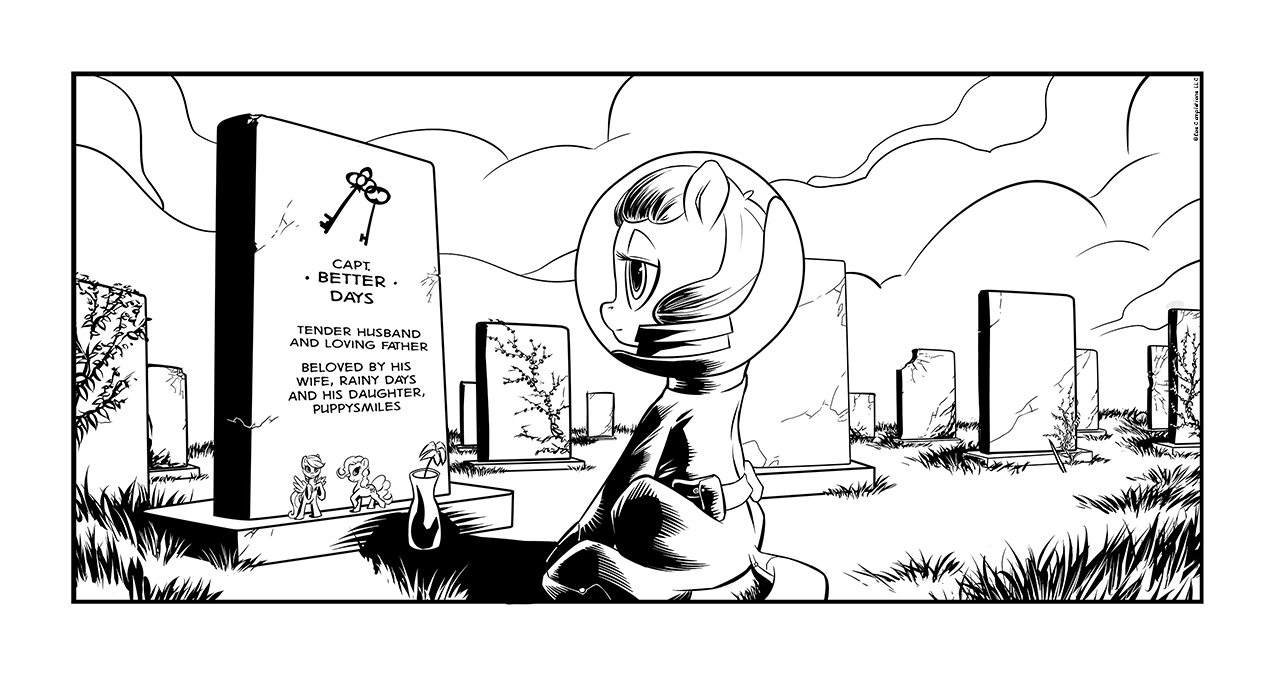 CAPT.
· BETTER ·
DAYS
TENDER HUSBAND
AND LOVING FATHER
BELOVED BY HIS
WIFE, RAINY DAYS
AND HIS DAUGHTER,
PUPPYSMILES